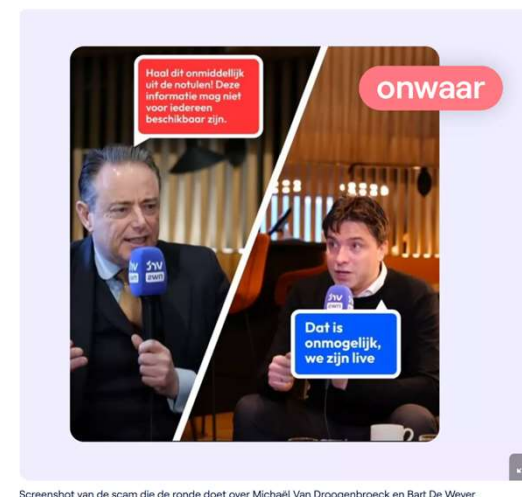 Haal dit onmiddellijk
uit de notulen! Deze
informatie mag niet
voor iedereen
beschikbaar zijn.
onwaar
Dat is
onmogelijk,
we zijn live
Screenshot van de scam die de ronde doet over Michaël Van Droogenbroeck en Bart De Wever